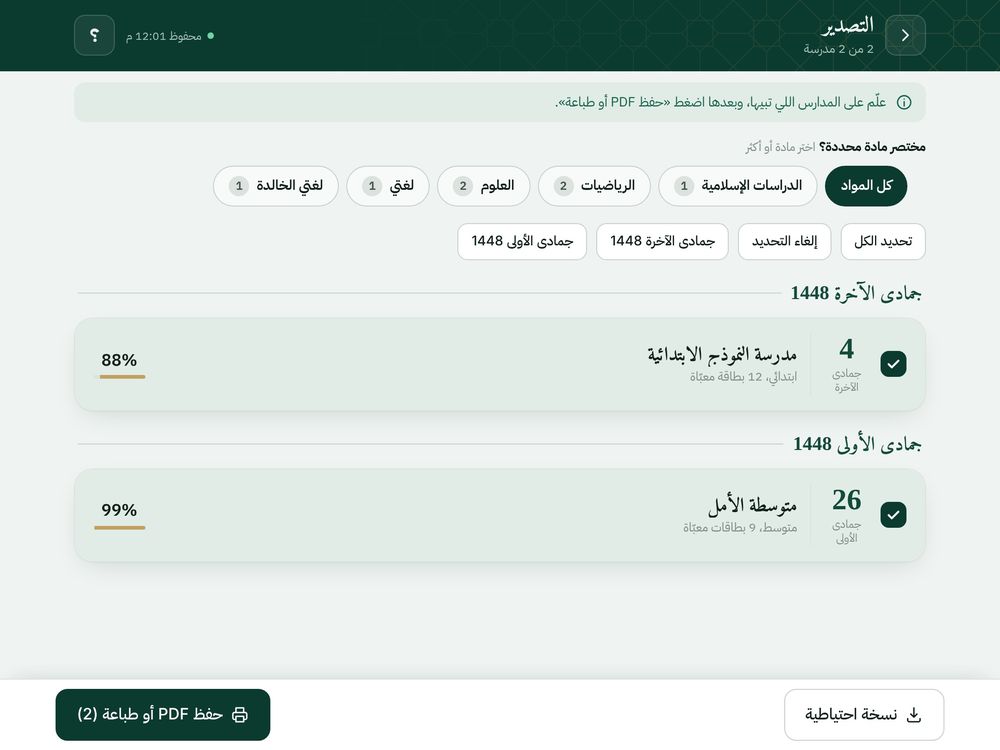 التصدير
2 من 2 مدرسة
محفوظ 12:01 م
؟
علّم على المدارس اللي تبيها، وبعدها اضغط «حفظ PDF أو طباعة».
مختصر مادة محددة؟ اختر مادة أو أكثر
كل المواد
الدراسات الإسلامية 1
الرياضيات 2
العلوم 2
لغتي 1
لغتي الخالدة 1
تحديد الكل
إلغاء التحديد
جمادى الآخرة 1448
جمادى الأولى 1448
جمادى الآخرة 1448
4
جمادى
الآخرة
مدرسة النموذج الابتدائية
ابتدائي، 12 بطاقة معبّاة
88%
جمادى الأولى 1448
26
جمادى
الأولى
متوسطة الأمل
متوسط، 9 بطاقات معبّاة
99%
نسخة احتياطية
حفظ PDF أو طباعة (2)